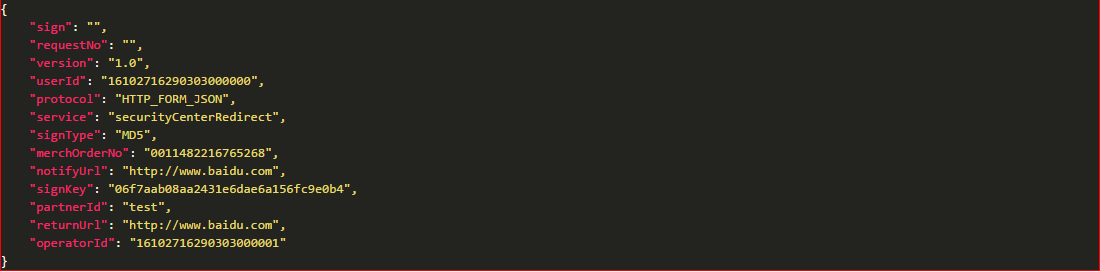 {
"sign": "",
"requestNo": "",
"version": "1.0",
"userId": "16102716290303000000",
"protocol": "HTTP_FORM_JSON",
"service": "securityCenterRedirect",
"signType": "MD5",
"merchOrderNo": "0011482216765268",
"notifyUrl": "http://www.baidu.com",
"signKey": "06f7aab08aa2431e6dae6a156fc9e0b4",
"partnerId": "test",
"returnUrl": "http://www.baidu.com",
"operatorId": "16102716290303000001"
}